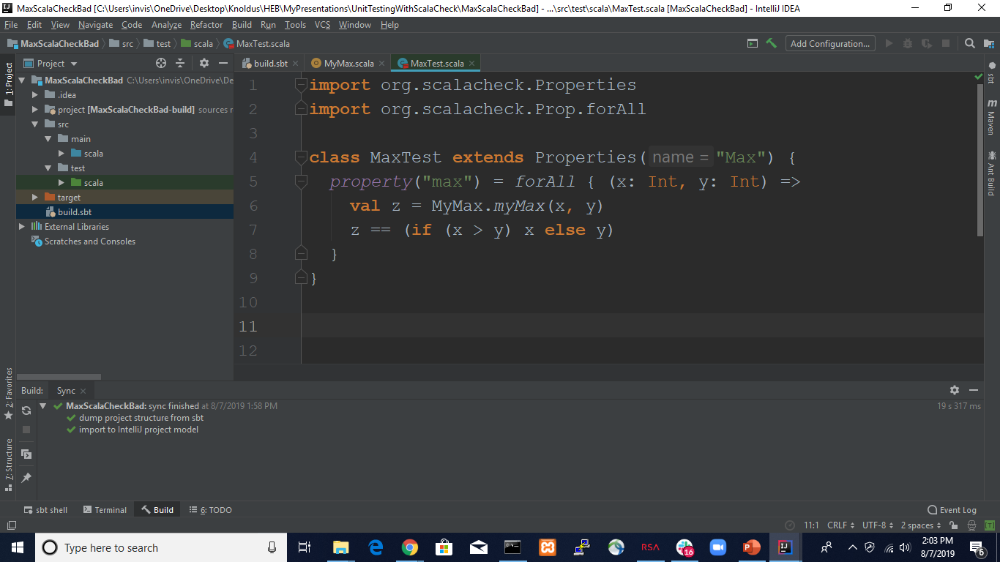 MaxScalaCheckBad [C:\Users\invis\OneDrive\Desktop\Knoldus\HEB\MyPresentations\UnitTestingWithScalaCheck\MaxScalaCheckBad] - ...\src\test\scala\MaxTest.scala [MaxScalaCheckBad] - IntelliJ IDEA
File Edit View Navigate Code Analyze Refactor Build Run Tools VCS Window Help
MaxScalaCheckBad src test scala MaxTest.scala Add Configuration...
Project build.sbt MyMax.scala MaxTest.scala
1: Project
MaxScalaCheckBad C:\Users\invis\OneDrive\De
.idea
project [MaxScalaCheckBad-build] sources r
src
main
scala
test
scala
target
build.sbt
External Libraries
Scratches and Consoles
1 import org.scalacheck.Properties
2 import org.scalacheck.Prop.forAll
3
4 class MaxTest extends Properties( name = "Max") {
5 property("max") = forAll { (x: Int, y: Int) =>
6 val z = MyMax.myMax(x, y)
7 z == (if (x > y) x else y)
8 }
9 }
10
11
12
sbt
m Maven
Ant Build
2: Favorites
7: Structure
Build: Sync
MaxScalaCheckBad: sync finished at 8/7/2019 1:58 PM 19 s 317 ms
dump project structure from sbt
import to IntelliJ project model
sbt shell Terminal Build 6: TODO Event Log
11:1 CRLF UTF-8 2 spaces
Type here to search
RSA
16
2:03 PM
8/7/2019
6